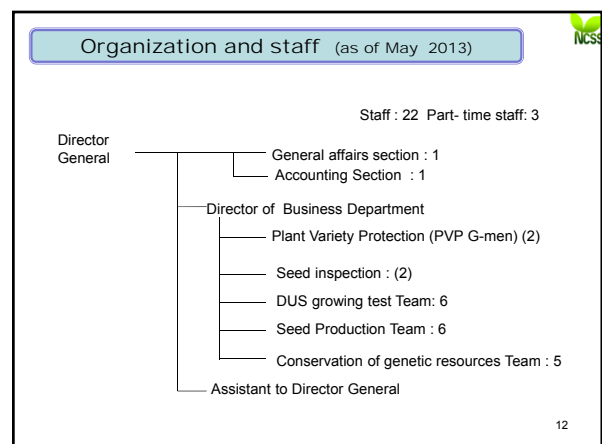 Organization and staff (as of May 2013)
Ncss
Staff : 22 Part- time staff: 3
Director
General
General affairs section : 1
Accounting Section : 1
Director of Business Department
Plant Variety Protection (PVP G-men) (2)
Seed inspection : (2)
DUS growing test Team: 6
Seed Production Team : 6
Conservation of genetic resources Team : 5
Assistant to Director General
12